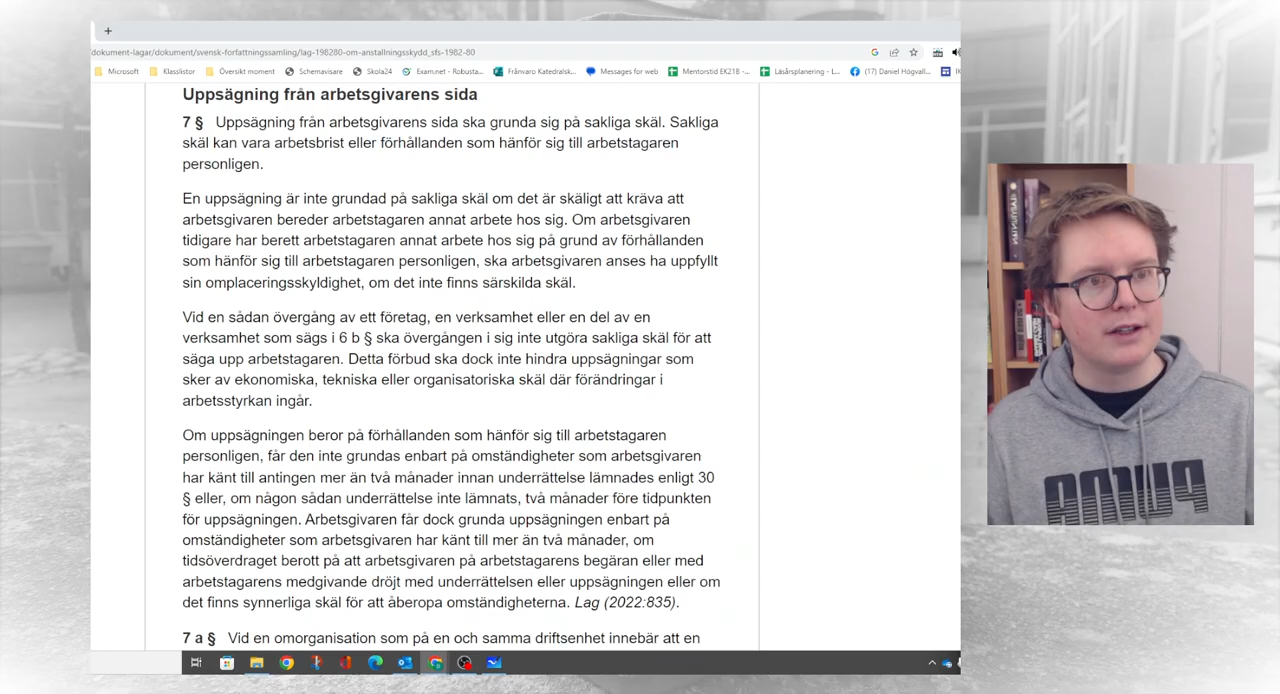 /dokument-lagar/dokument/svensk-forfattningssamling/lag-198280-om-anstallningsskydd_sfs-1982-80
Microsoft Klasslistor Översikt moment Schemavisare Skola24 Exam.net - Robusta... Frånvaro Katedralsk... Messages for web Mentorstid EK21B -... Läsårsplanering - L... (17) Daniel Högvall...
Uppsägning från arbetsgivarens sida
7 § Uppsägning från arbetsgivarens sida ska grunda sig på sakliga skäl. Sakliga
skäl kan vara arbetsbrist eller förhållanden som hänför sig till arbetstagaren
personligen.
En uppsägning är inte grundad på sakliga skäl om det är skäligt att kräva att
arbetsgivaren bereder arbetstagaren annat arbete hos sig. Om arbetsgivaren
tidigare har berett arbetstagaren annat arbete hos sig på grund av förhållanden
som hänför sig till arbetstagaren personligen, ska arbetsgivaren anses ha uppfyllt
sin omplaceringsskyldighet, om det inte finns särskilda skäl.
Vid en sådan övergång av ett företag, en verksamhet eller en del av en
verksamhet som sägs i 6 b § ska övergången i sig inte utgöra sakliga skäl för att
säga upp arbetstagaren. Detta förbud ska dock inte hindra uppsägningar som
sker av ekonomiska, tekniska eller organisatoriska skäl där förändringar i
arbetsstyrkan ingår.
Om uppsägningen beror på förhållanden som hänför sig till arbetstagaren
personligen, får den inte grundas enbart på omständigheter som arbetsgivaren
har känt till antingen mer än två månader innan underrättelse lämnades enligt 30
§ eller, om någon sådan underrättelse inte lämnats, två månader före tidpunkten
för uppsägningen. Arbetsgivaren får dock grunda uppsägningen enbart på
omständigheter som arbetsgivaren har känt till mer än två månader, om
tidsöverdraget berott på att arbetsgivaren på arbetstagarens begäran eller med
arbetstagarens medgivande dröjt med underrättelsen eller uppsägningen eller om
det finns synnerliga skäl för att åberopa omständigheterna. Lag (2022:835).
7 a § Vid en omorganisation som på en och samma driftsenhet innebär att en